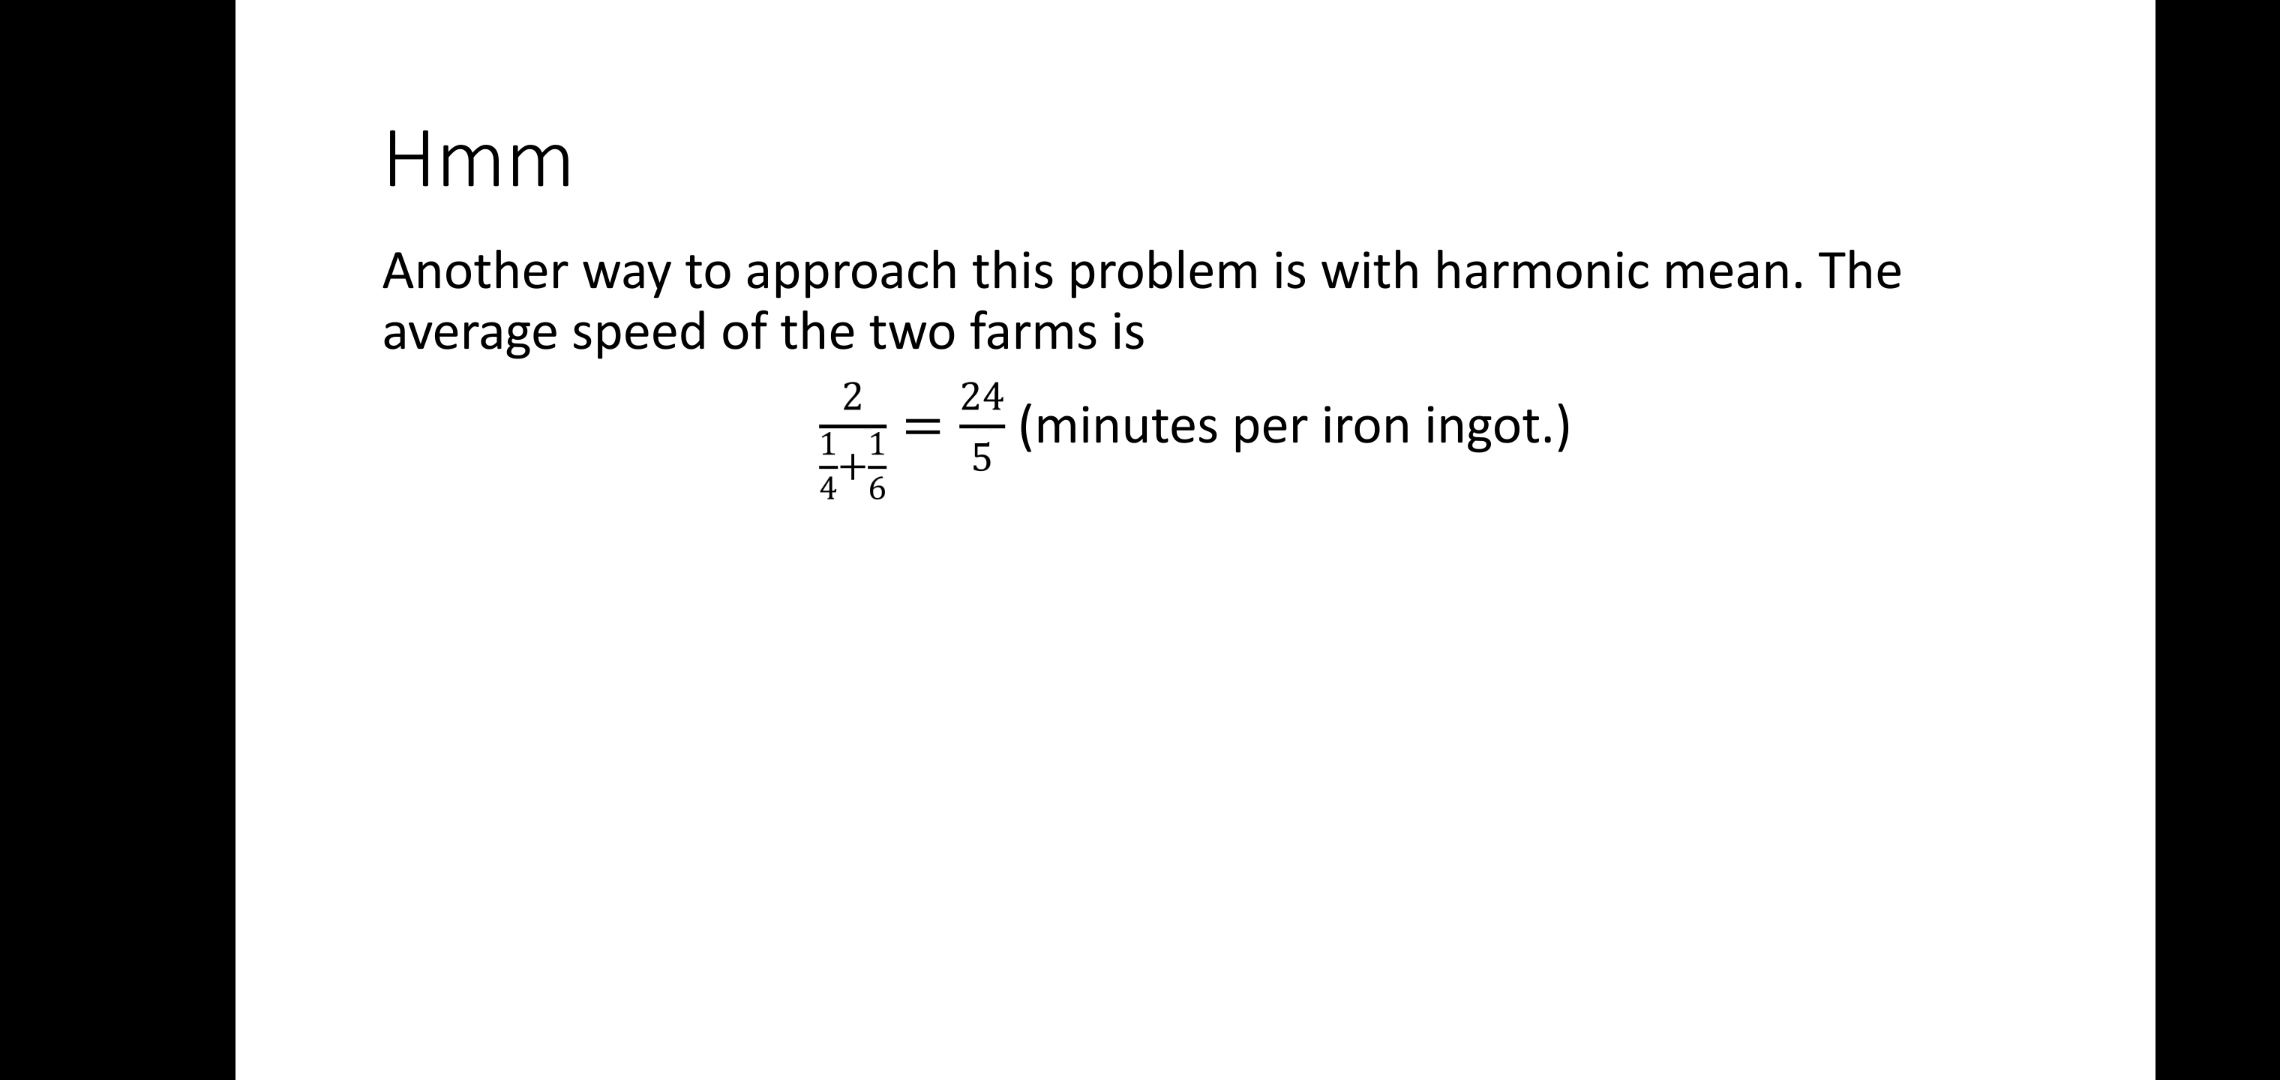 Hmm
Another way to approach this problem is with harmonic mean. The
average speed of the two farms is
2/(1/4+1/6) = 24/5 (minutes per iron ingot.)